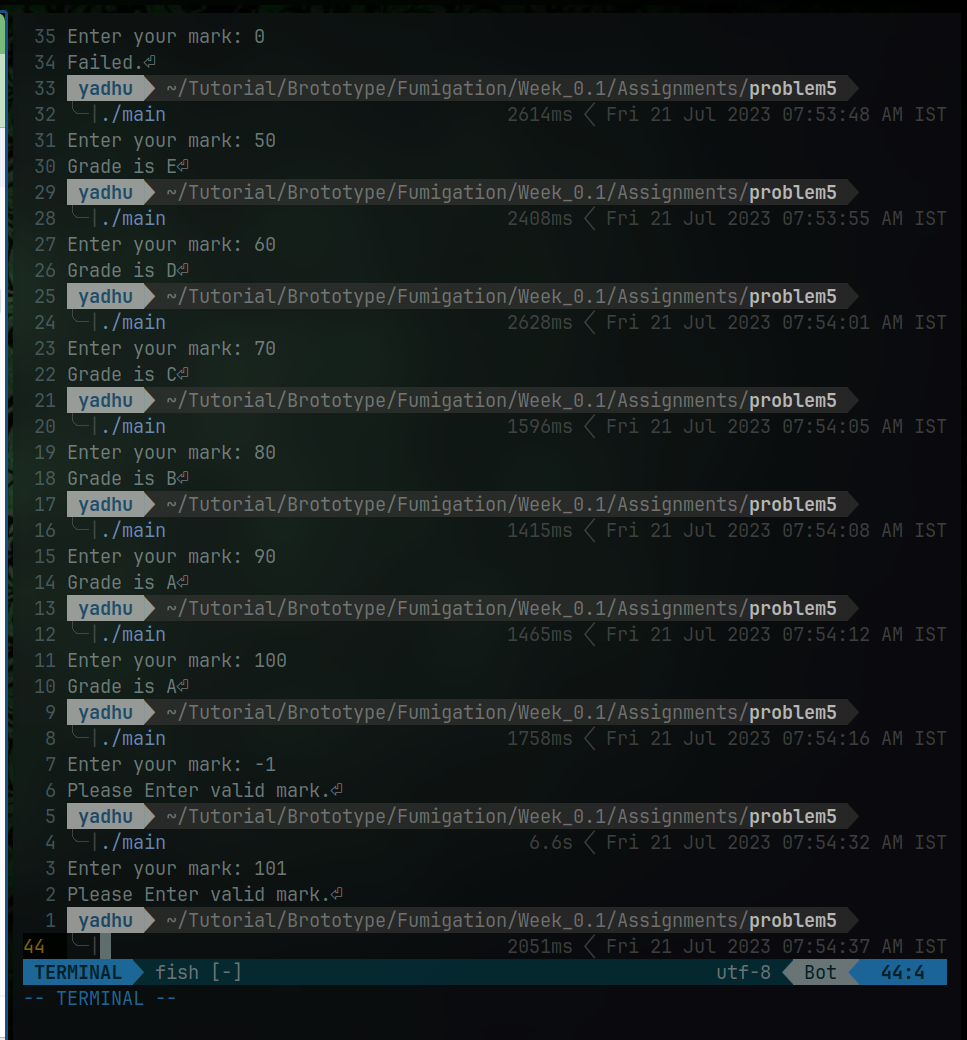 35 Enter your mark: 0
34 Failed.⏎
33 yadhu ~/Tutorial/Brototype/Fumigation/Week_0.1/Assignments/problem5
32 ╰─|./main 2614ms Fri 21 Jul 2023 07:53:48 AM IST
31 Enter your mark: 50
30 Grade is E⏎
29 yadhu ~/Tutorial/Brototype/Fumigation/Week_0.1/Assignments/problem5
28 ╰─|./main 2408ms Fri 21 Jul 2023 07:53:55 AM IST
27 Enter your mark: 60
26 Grade is D⏎
25 yadhu ~/Tutorial/Brototype/Fumigation/Week_0.1/Assignments/problem5
24 ╰─|./main 2628ms Fri 21 Jul 2023 07:54:01 AM IST
23 Enter your mark: 70
22 Grade is C⏎
21 yadhu ~/Tutorial/Brototype/Fumigation/Week_0.1/Assignments/problem5
20 ╰─|./main 1596ms Fri 21 Jul 2023 07:54:05 AM IST
19 Enter your mark: 80
18 Grade is B⏎
17 yadhu ~/Tutorial/Brototype/Fumigation/Week_0.1/Assignments/problem5
16 ╰─|./main 1415ms Fri 21 Jul 2023 07:54:08 AM IST
15 Enter your mark: 90
14 Grade is A⏎
13 yadhu ~/Tutorial/Brototype/Fumigation/Week_0.1/Assignments/problem5
12 ╰─|./main 1465ms Fri 21 Jul 2023 07:54:12 AM IST
11 Enter your mark: 100
10 Grade is A⏎
9 yadhu ~/Tutorial/Brototype/Fumigation/Week_0.1/Assignments/problem5
8 ╰─|./main 1758ms Fri 21 Jul 2023 07:54:16 AM IST
7 Enter your mark: -1
6 Please Enter valid mark.⏎
5 yadhu ~/Tutorial/Brototype/Fumigation/Week_0.1/Assignments/problem5
4 ╰─|./main 6.6s Fri 21 Jul 2023 07:54:32 AM IST
3 Enter your mark: 101
2 Please Enter valid mark.⏎
1 yadhu ~/Tutorial/Brototype/Fumigation/Week_0.1/Assignments/problem5
44 ╰─| 2051ms Fri 21 Jul 2023 07:54:37 AM IST
TERMINAL fish [-] utf-8 Bot 44:4
-- TERMINAL --